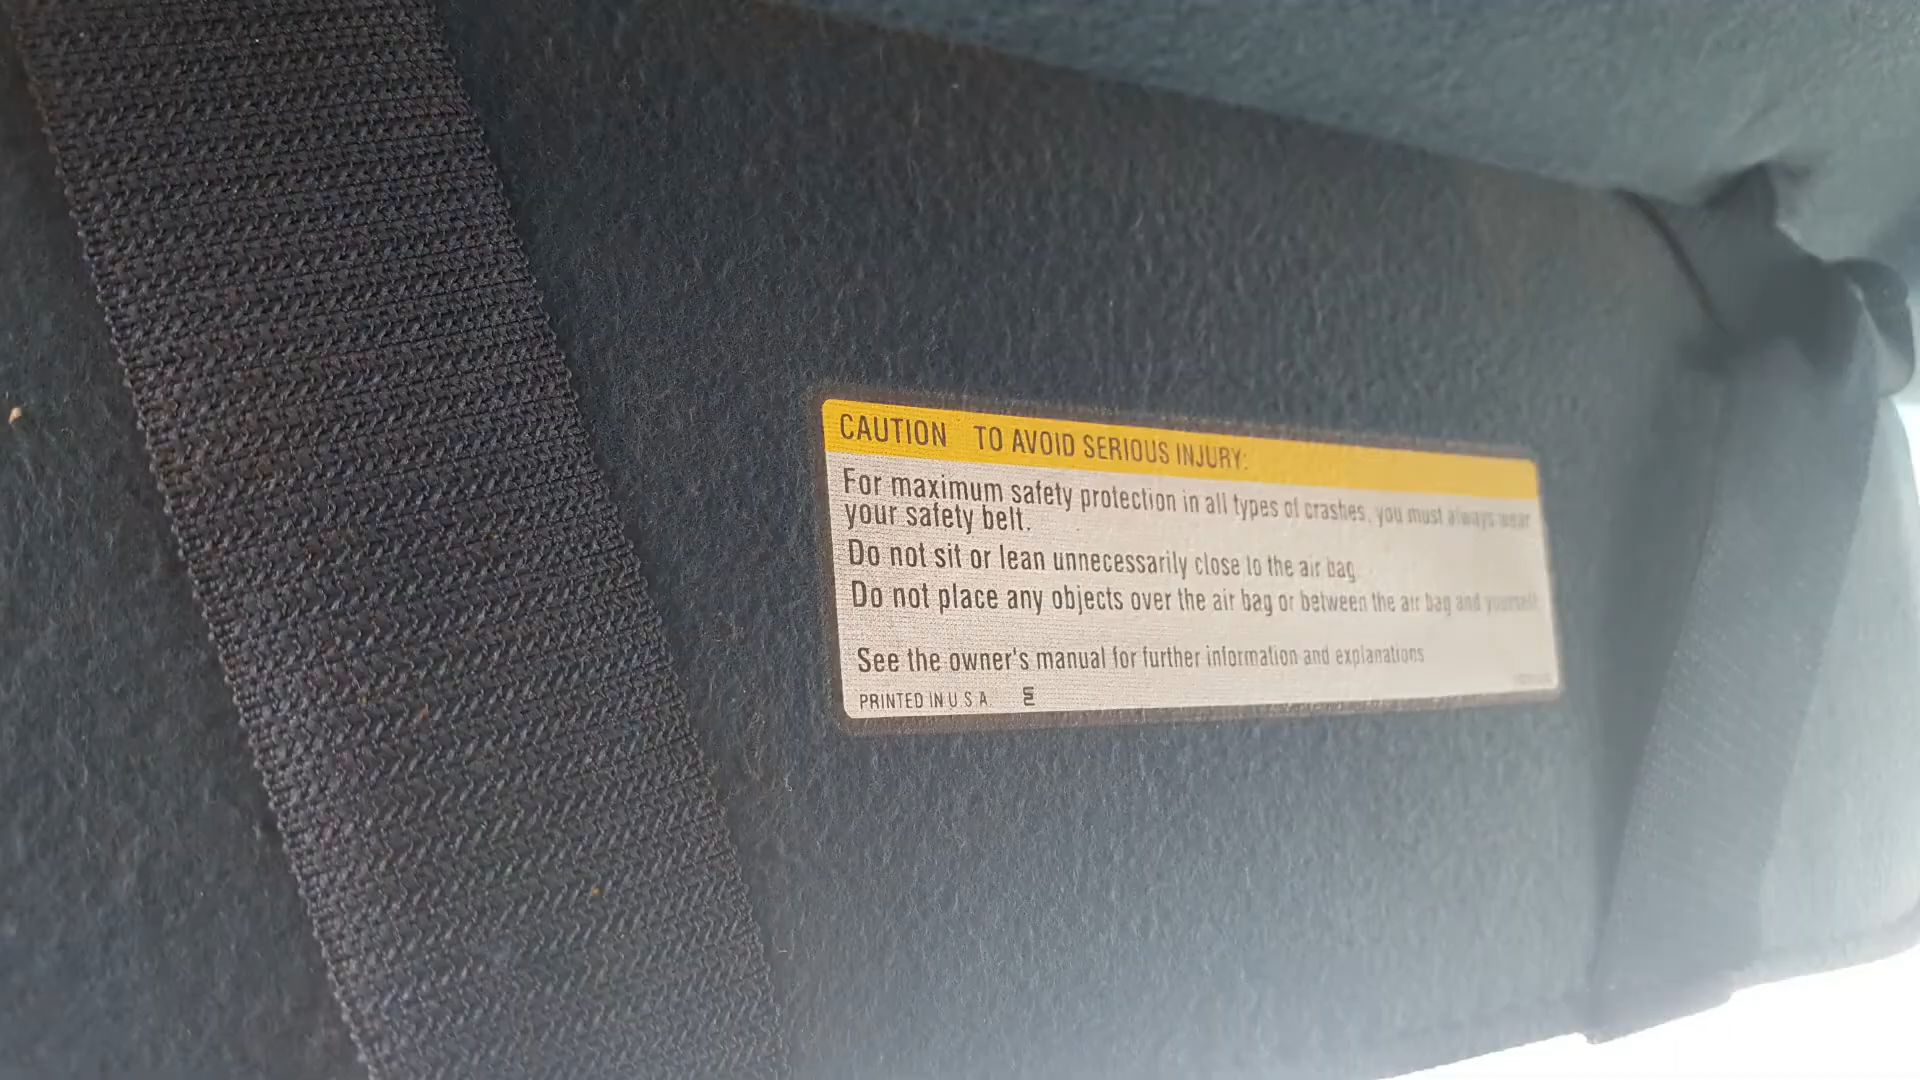 CAUTION TO AVOID SERIOUS INJURY:
For maximum safety protection in all types of crashes, you must always wear
your safety belt.
Do not sit or lean unnecessarily close to the air bag
Do not place any objects over the air bag or between the air bag and yourself.
See the owner's manual for further information and explanations
PRINTED IN U.S.A.